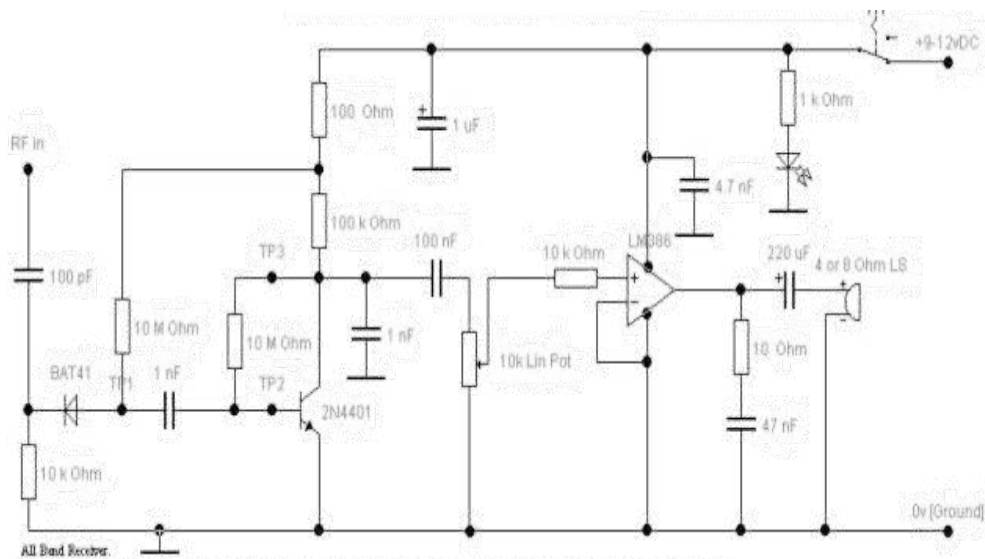 +9-12vDC
100 Ohm
1 uF
1 k Ohm
RF In
4.7 nF
100 k Ohm
100 nF
LM386
10 k Ohm
220 uF
4 or 8 Ohm LS
TP3
100 pF
10 M Ohm
10 M Ohm
1 nF
10k Lin Pot
10 Ohm
BAT41
TP1
1 nF
TP2
2N4401
47 nF
10 k Ohm
0v [Ground]
All Band Receiver.